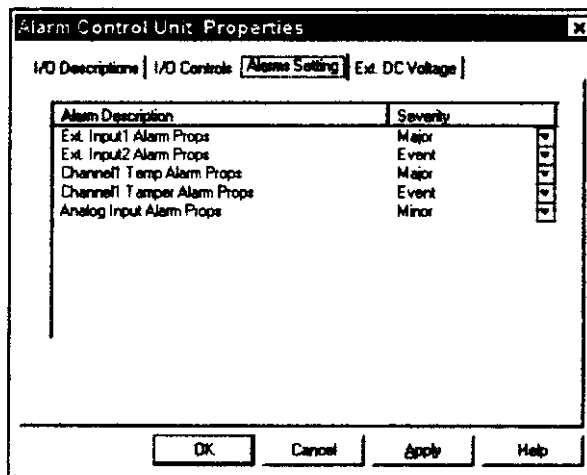 Alarm Control Unit Properties
I/O Descriptions I/O Controls Alarms Setting Ext. DC Voltage
Alarm Description Severity
Ext. Input1 Alarm Props Major
Ext. Input2 Alarm Props Event
Channel1 Temp Alarm Props Major
Channel1 Tamper Alarm Props Event
Analog Input Alarm Props Minor
OK Cancel Apply Help